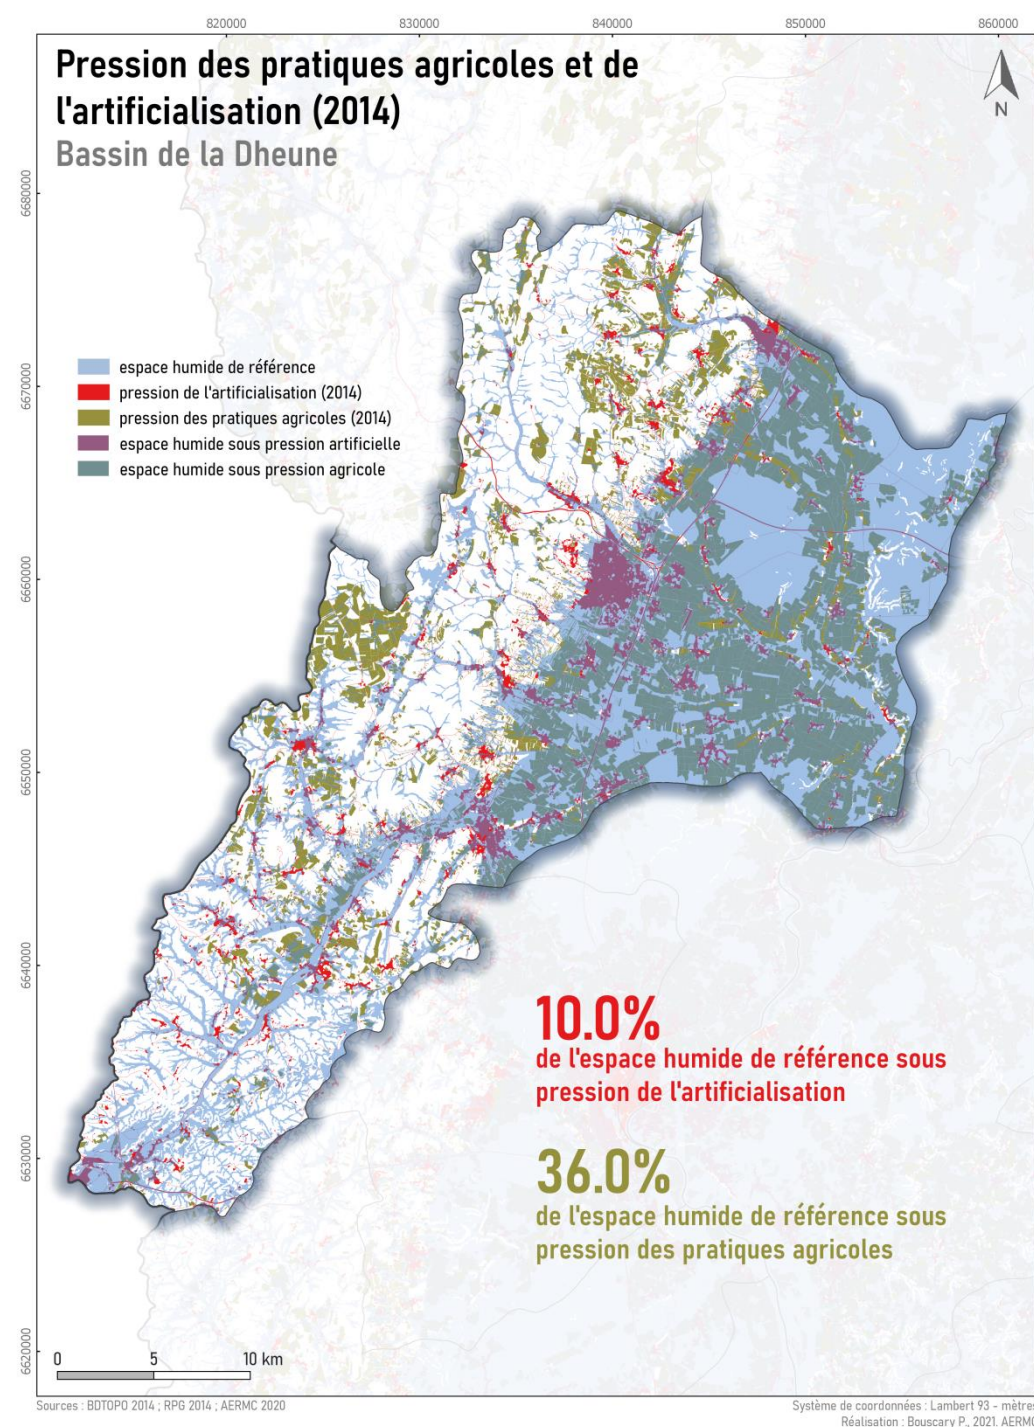 820000
830000
840000
850000
860000
Pression des pratiques agricoles et de
l'artificialisation (2014)
Bassin de la Dheune
N
6680000
6670000
6660000
6650000
6640000
6630000
6620000
espace humide de référence
pression de l'artificialisation (2014)
pression des pratiques agricoles (2014)
espace humide sous pression artificielle
espace humide sous pression agricole
10.0%
de l'espace humide de référence sous
pression de l'artificialisation
36.0%
de l'espace humide de référence sous
pression des pratiques agricoles
0 5 10 km
Sources : BDTOPO 2014 ; RPG 2014 ; AERMC 2020
Système de coordonnées : Lambert 93 - mètres
Réalisation : Bouscary P., 2021. AERMC